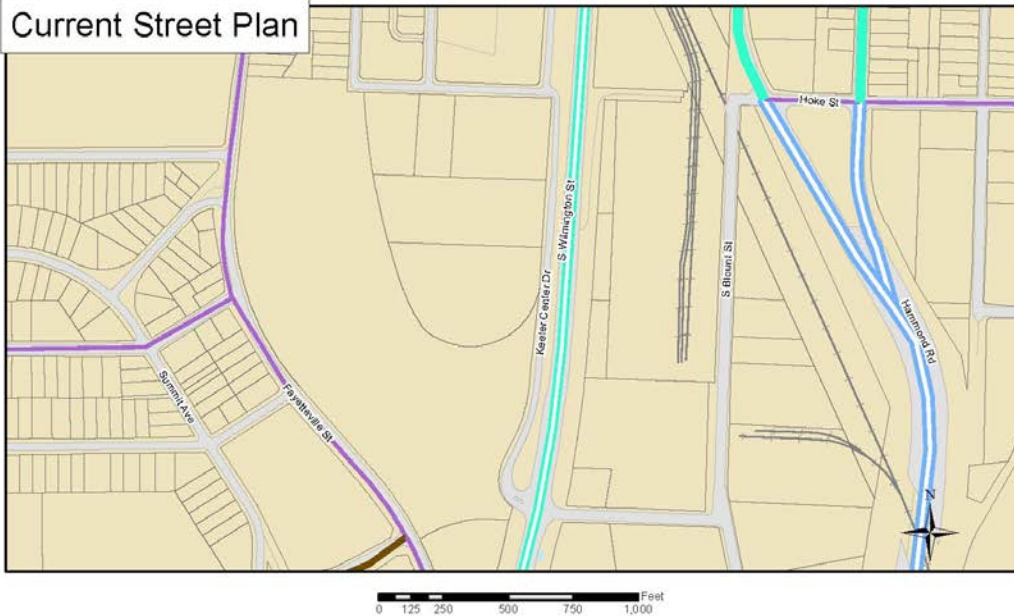 Current Street Plan
Hoke St
S Wilmington St
S Blount St
Keeter Center Dr
Hammond Rd
Summit Ave
Fayetteville St
N
Feet
0 125 250 500 750 1,000